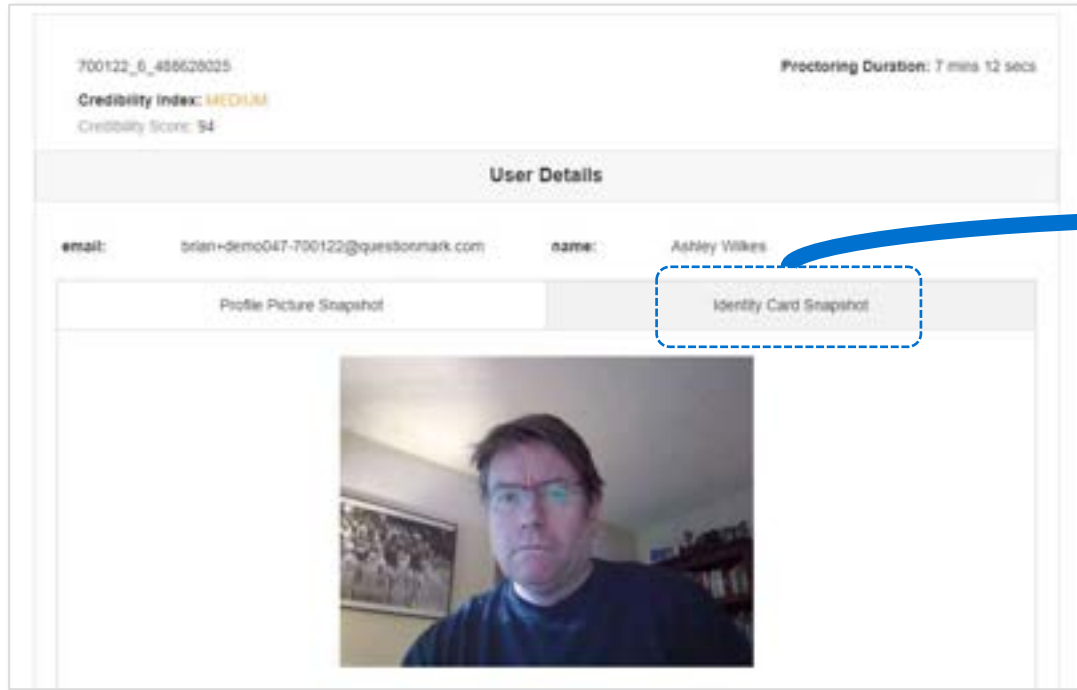 700122_6_488628025
Proctoring Duration: 7 mins 12 secs
Credibility Index: MEDIUM
Credibility Score: 94
User Details
email: brian+demo047-700122@questionmark.com name: Ashley Wilkes
Profile Picture Snapshot Identity Card Snapshot